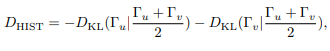 D_HIST = −D_KL(Γ_u|(Γ_u + Γ_v)/2) − D_KL(Γ_v|(Γ_u + Γ_v)/2),